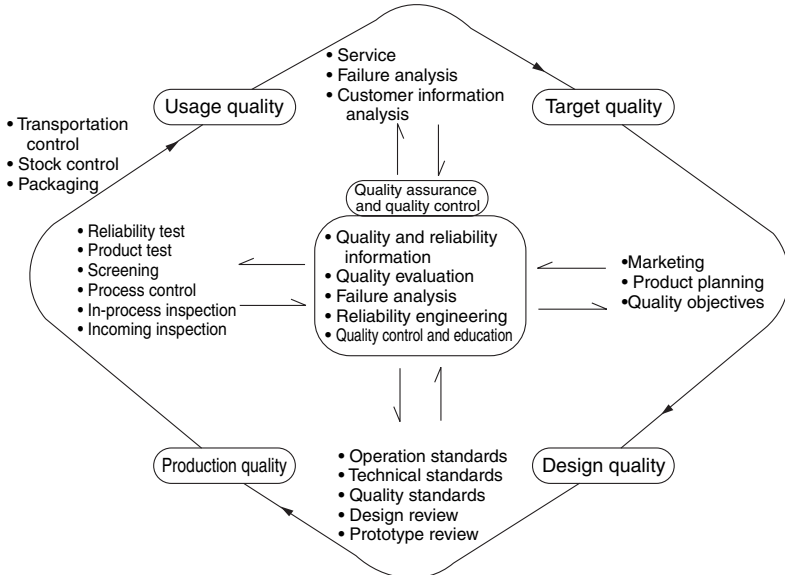 • Service
• Failure analysis
• Customer information
analysis
Usage quality
Target quality
• Transportation
control
• Stock control
• Packaging
Quality assurance
and quality control
• Reliability test
• Product test
• Screening
• Process control
• In-process inspection
• Incoming inspection
• Quality and reliability
information
• Quality evaluation
• Failure analysis
• Reliability engineering
• Quality control and education
•Marketing
• Product planning
•Quality objectives
Production quality
• Operation standards
• Technical standards
• Quality standards
• Design review
• Prototype review
Design quality